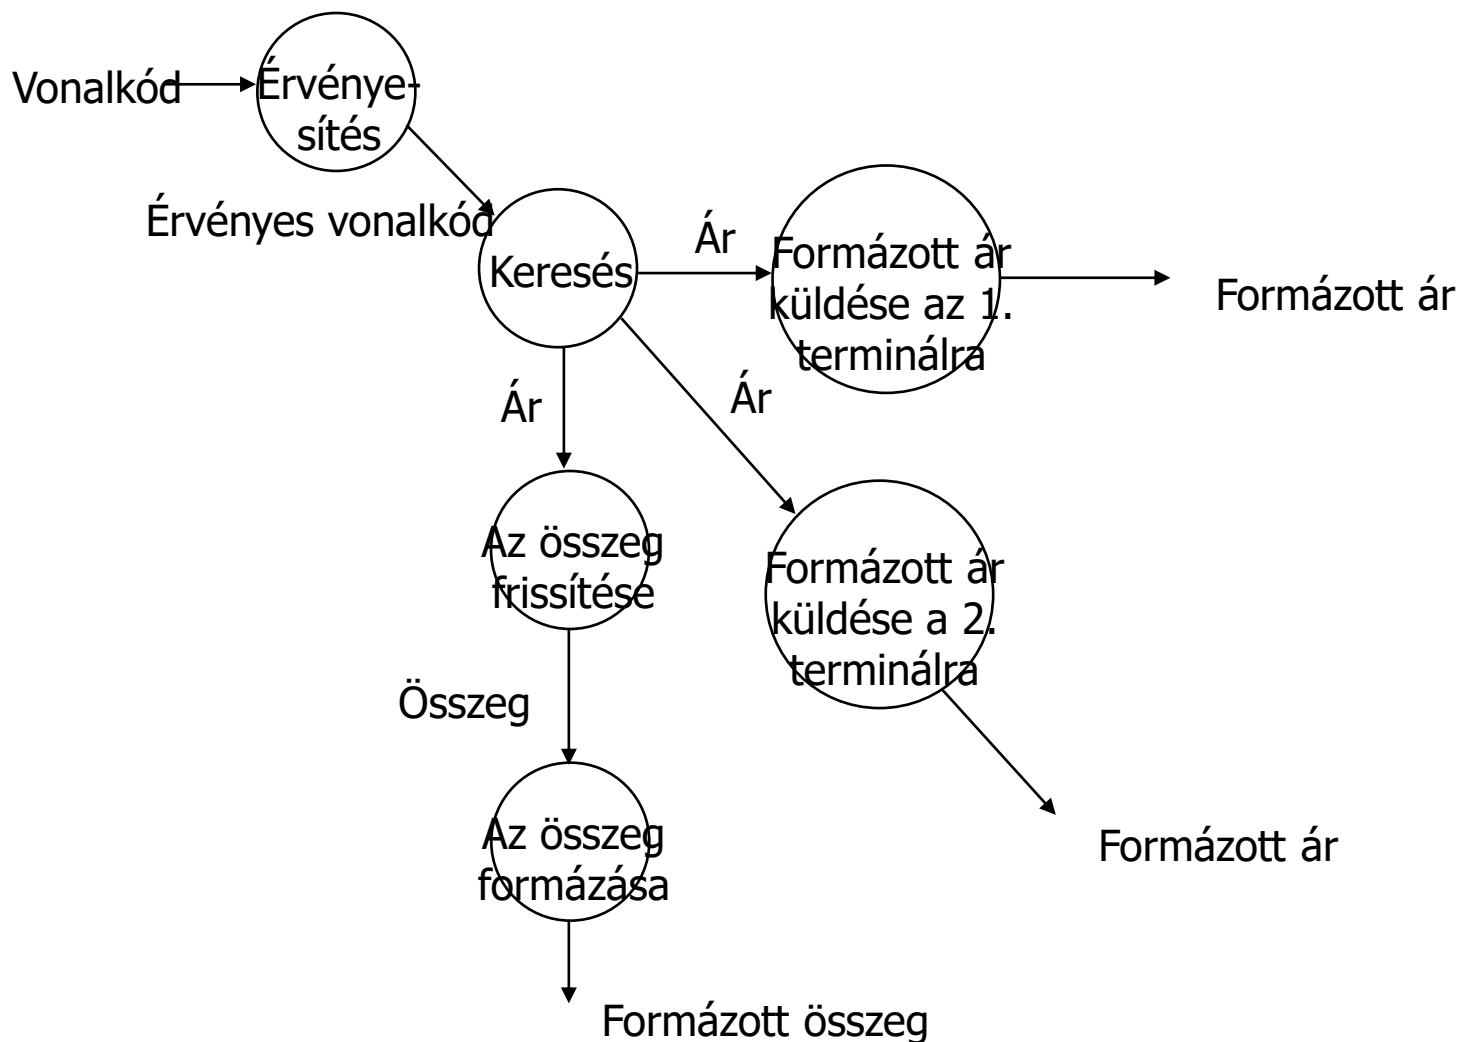 Vonalkód
Érvénye-
sítés
Érvényes vonalkód
Keresés
Ár
Formázott ár
küldése az 1.
terminálra
Formázott ár
Ár
Ár
Az összeg
frissítése
Formázott ár
küldése a 2.
terminálra
Összeg
Az összeg
formázása
Formázott ár
Formázott összeg